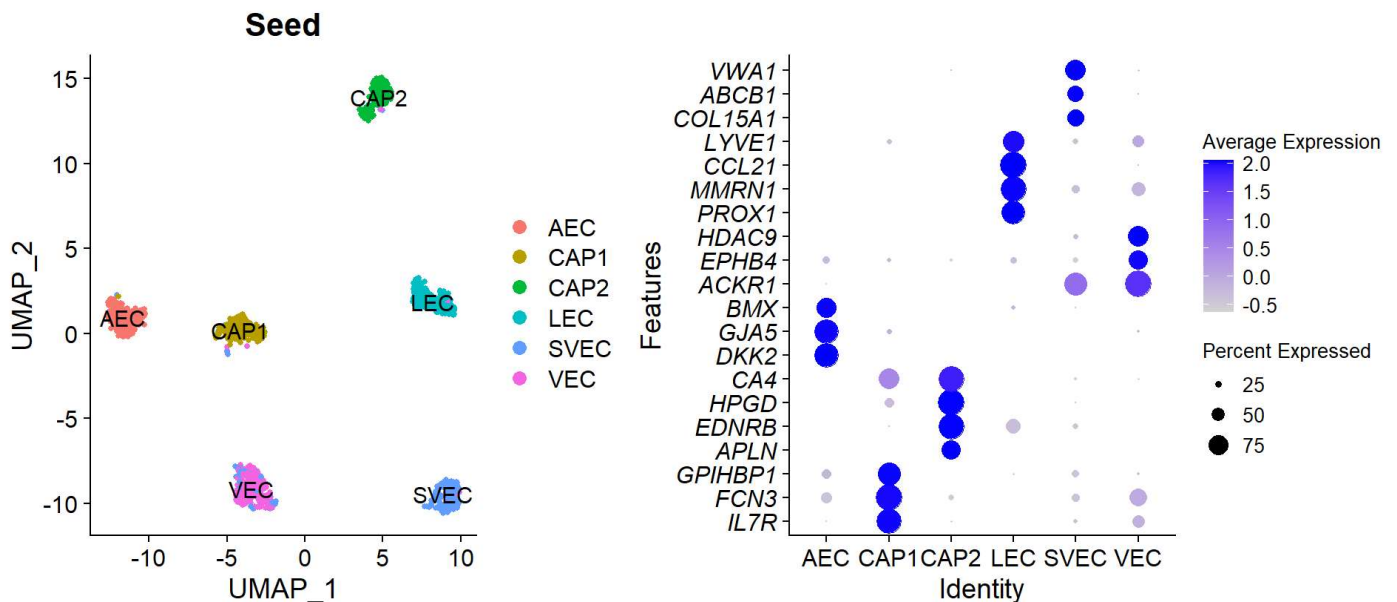 Seed
UMAP_2
15
10
5
0
-5
-10
CAP2
AEC
CAP1
LEC
VEC
SVEC
-10
-5
0
5
10
UMAP_1
AEC
CAP1
CAP2
LEC
SVEC
VEC
Features
VWA1
ABCB1
COL15A1
LYVE1
CCL21
MMRN1
PROX1
HDAC9
EPHB4
ACKR1
BMX
GJA5
DKK2
CA4
HPGD
EDNRB
APLN
GPIHBP1
FCN3
IL7R
AEC CAP1 CAP2 LEC SVEC VEC
Identity
Average Expression
2.0
1.5
1.0
0.5
0.0
-0.5
Percent Expressed
25
50
75